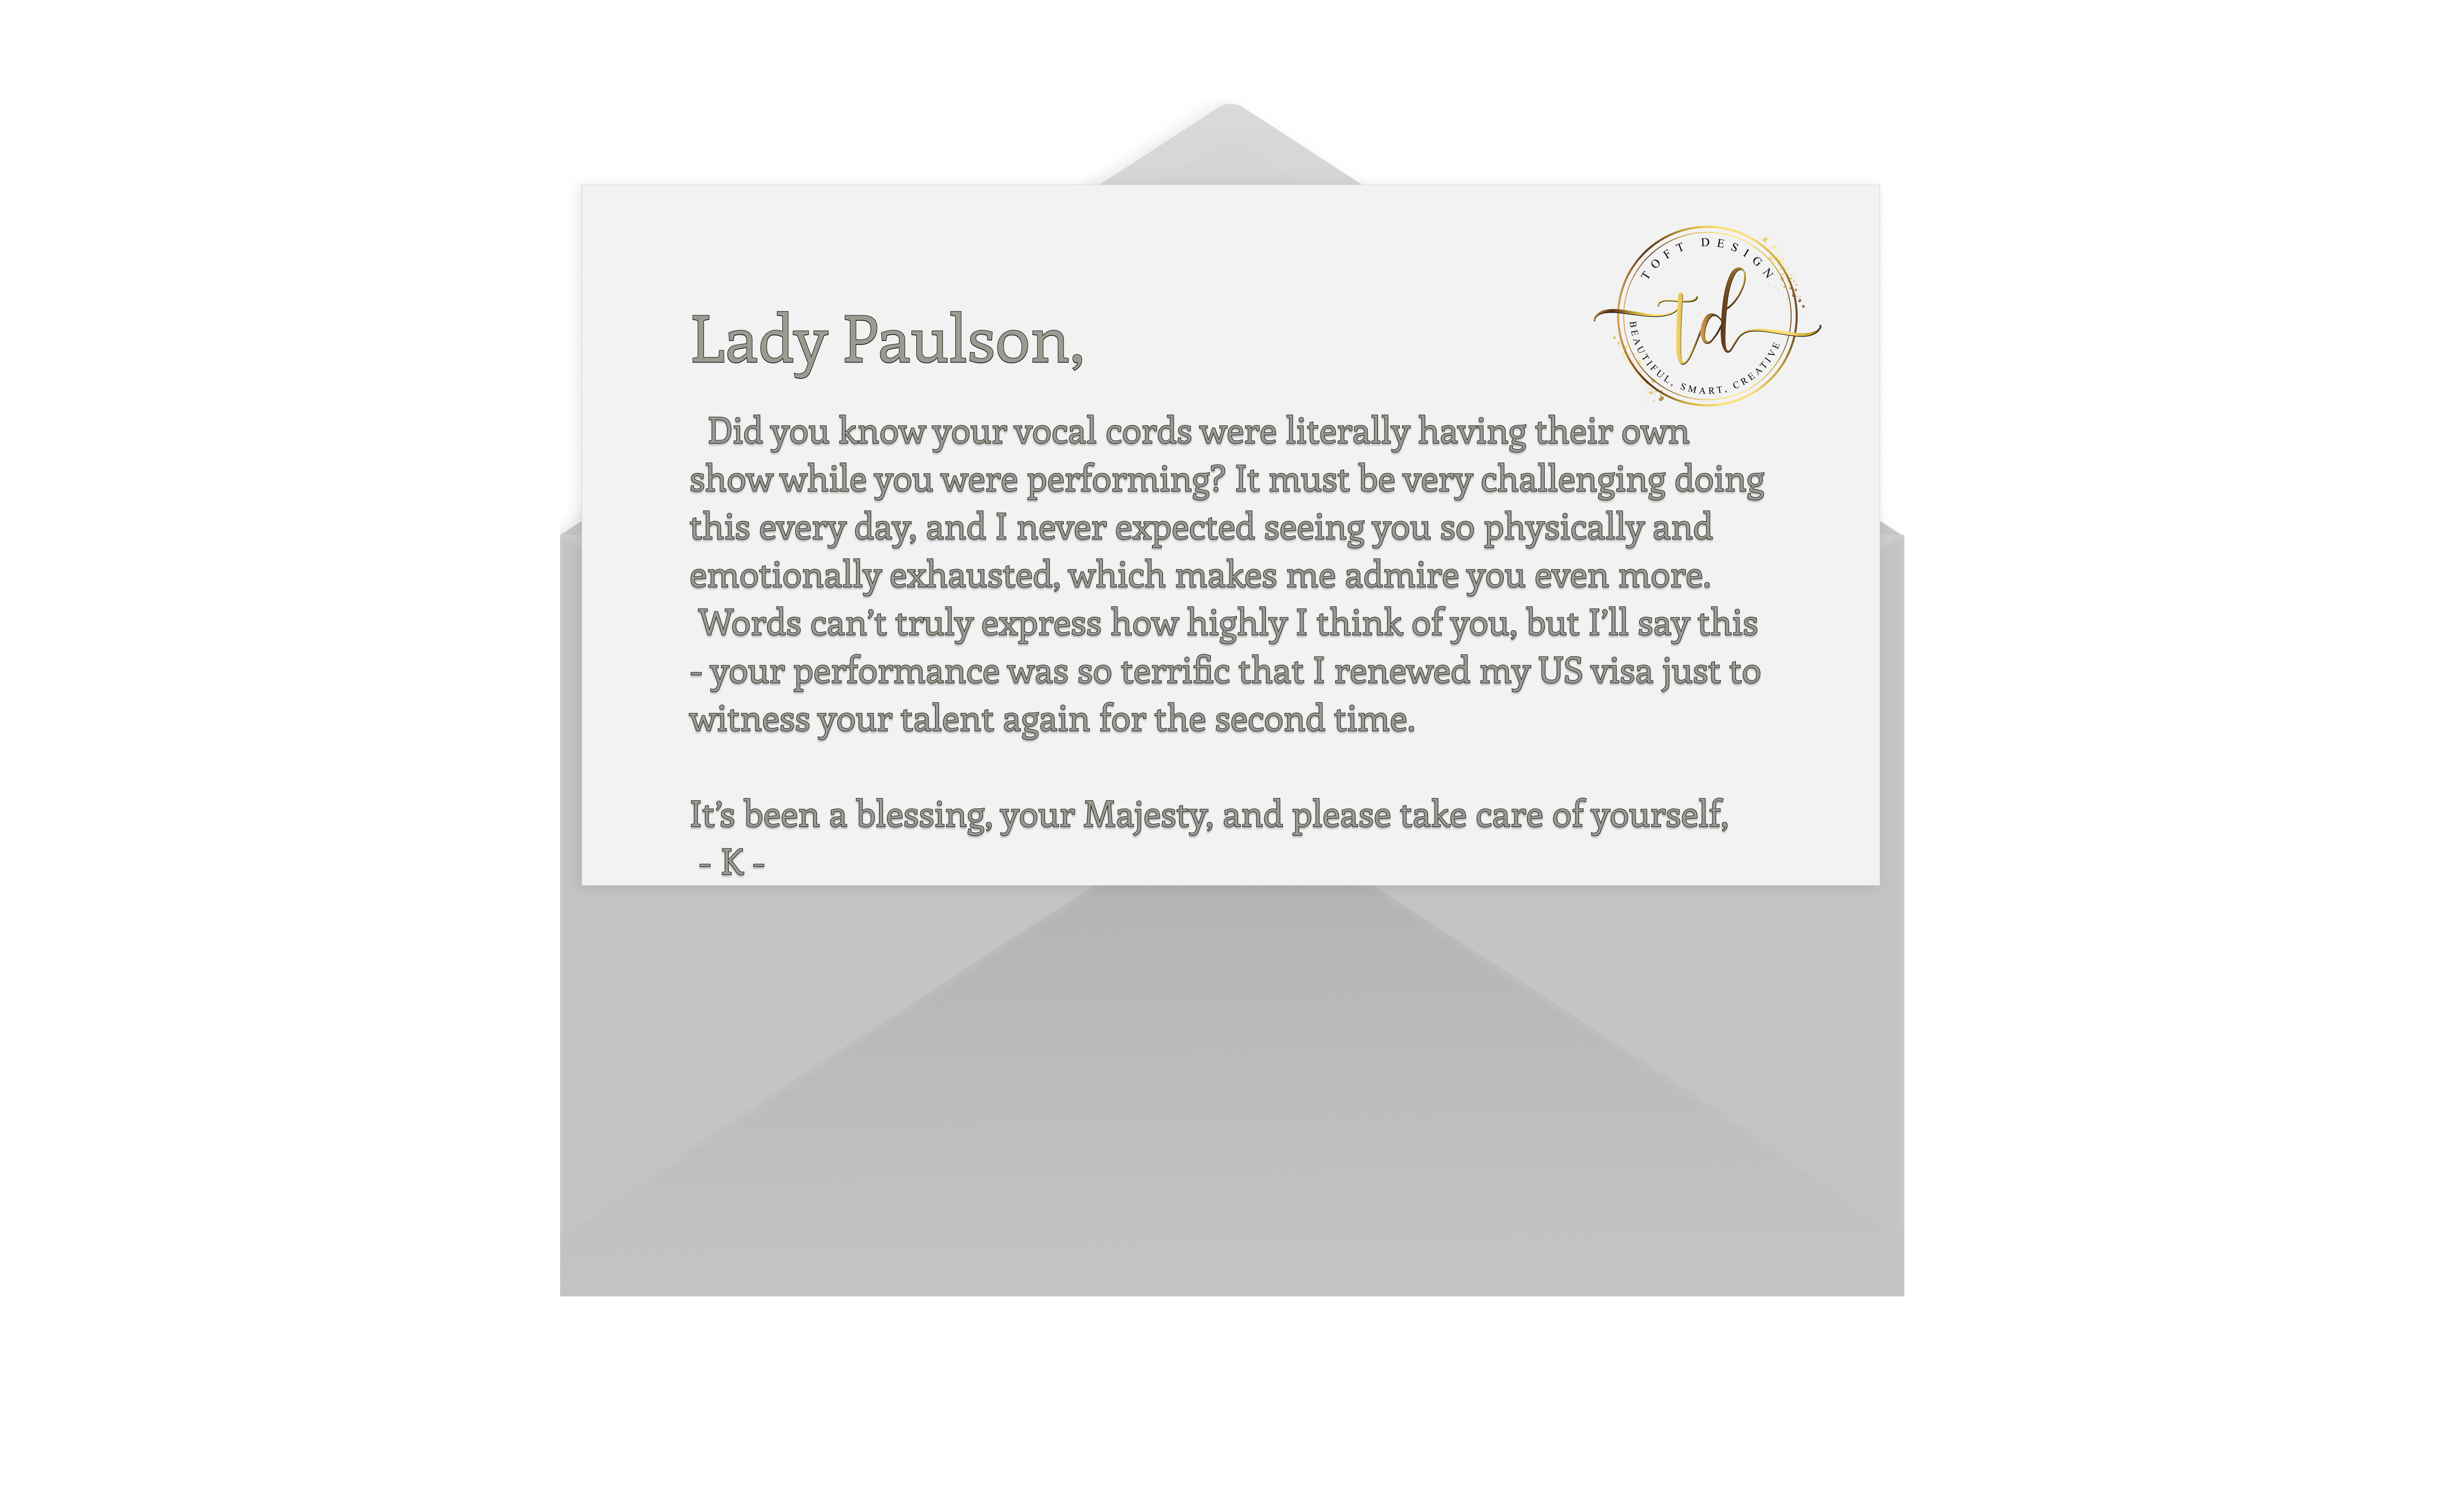 TOFT DESIGN
td
BEAUTIFUL, SMART, CREATIVE
Lady Paulson,
Did you know your vocal cords were literally having their own
show while you were performing? It must be very challenging doing
this every day, and I never expected seeing you so physically and
emotionally exhausted, which makes me admire you even more.
Words can’t truly express how highly I think of you, but I’ll say this
- your performance was so terrific that I renewed my US visa just to
witness your talent again for the second time.
It’s been a blessing, your Majesty, and please take care of yourself,
- K -